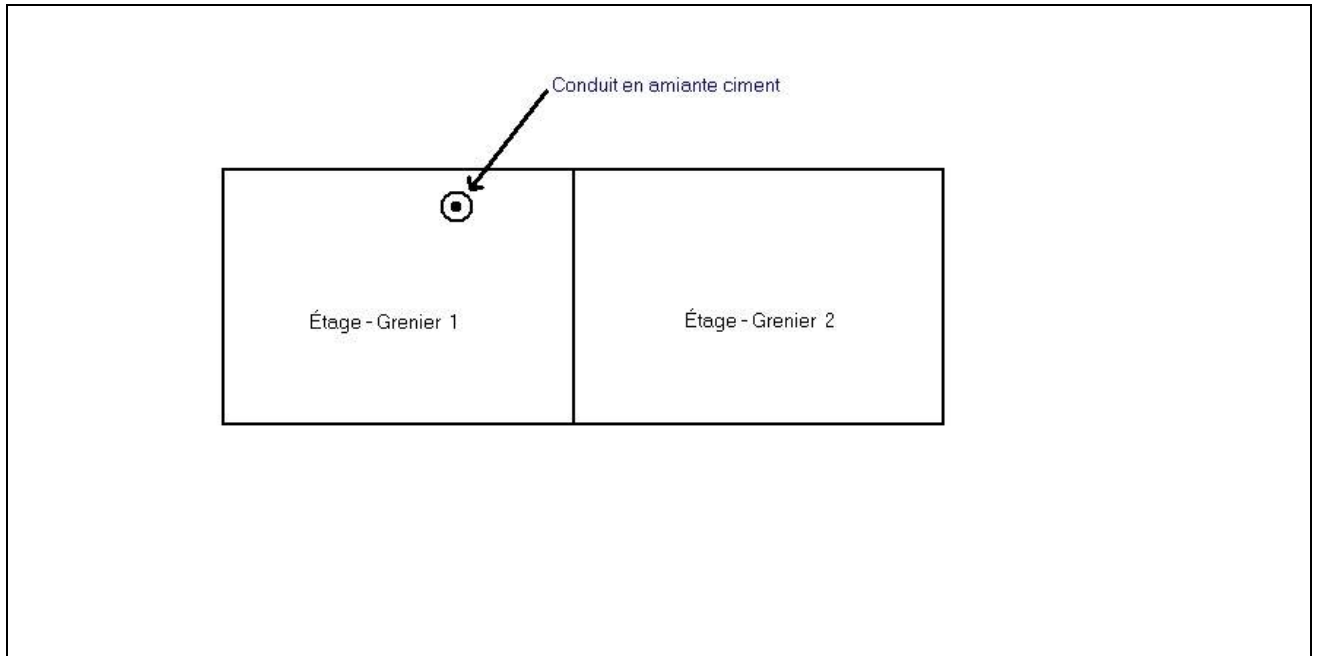 Conduit en amiante ciment
Étage - Grenier 1
Étage - Grenier 2